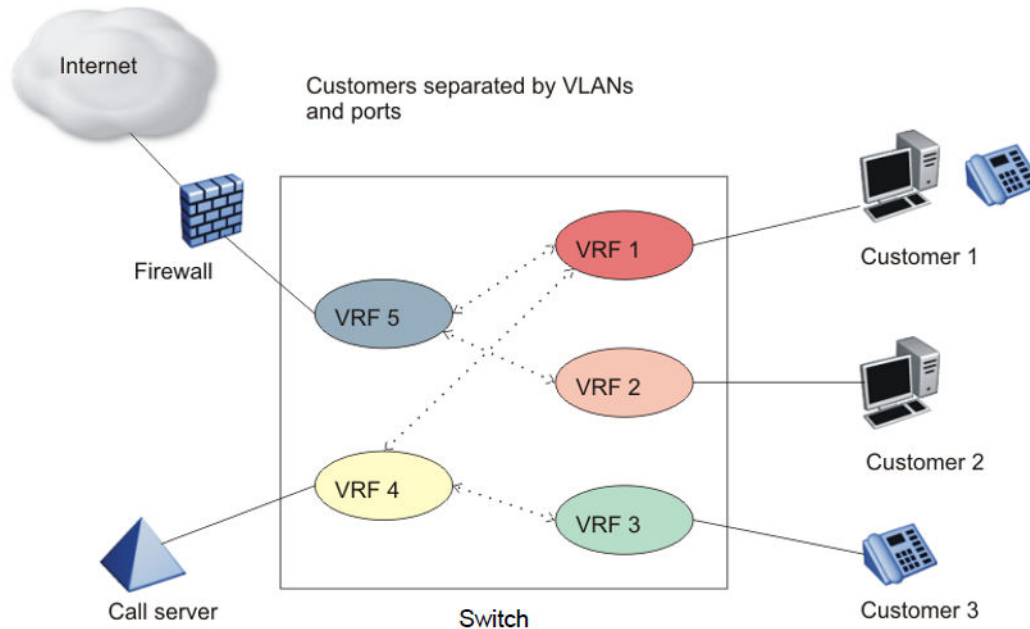 Internet
Customers separated by VLANs
and ports
Firewall
VRF 1
Customer 1
VRF 5
VRF 2
Customer 2
VRF 4
VRF 3
Call server
Customer 3
Switch